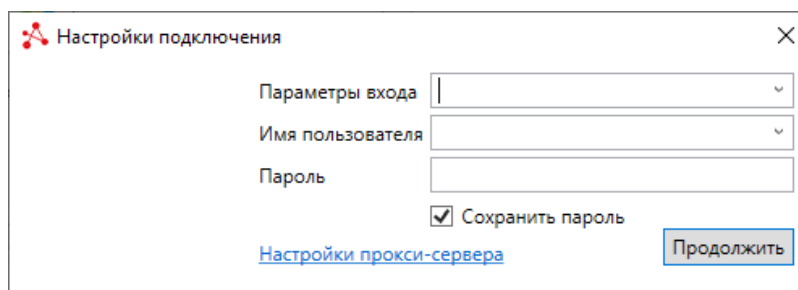 Настройки подключения
Параметры входа
Имя пользователя
Пароль
Сохранить пароль
Настройки прокси-сервера
Продолжить